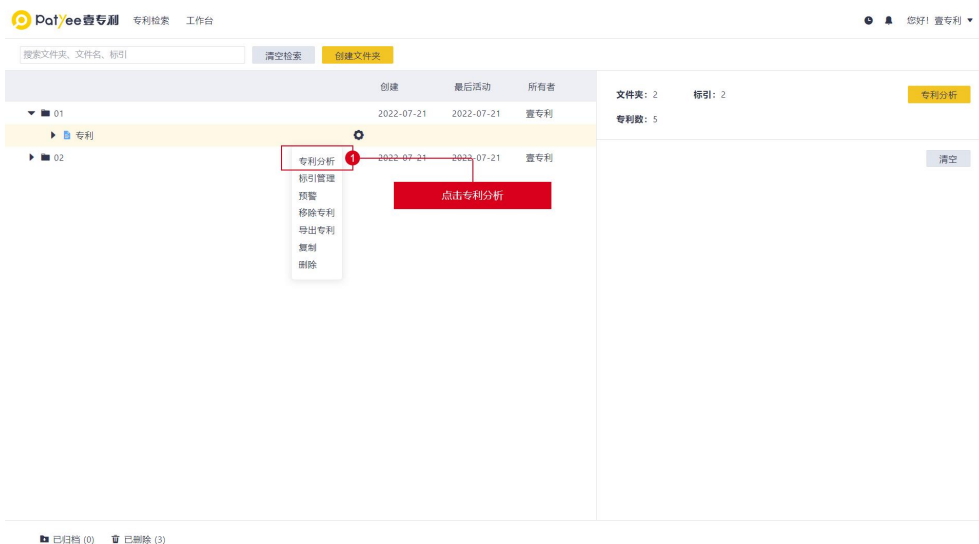 PatYee壹专利 专利检索 工作台 您好！壹专利
搜索文件夹、文件名、标引 清空检索 创建文件夹
创建 最后活动 所有者
文件夹：2 标引：2 专利分析
01 2022-07-21 2022-07-21 壹专利
专利数：5
专利
02 2022-07-21 2022-07-21 壹专利
清空
专利分析 1
标引管理
预警 点击专利分析
移除专利
导出专利
复制
删除
已归档 (0) 已删除 (3)